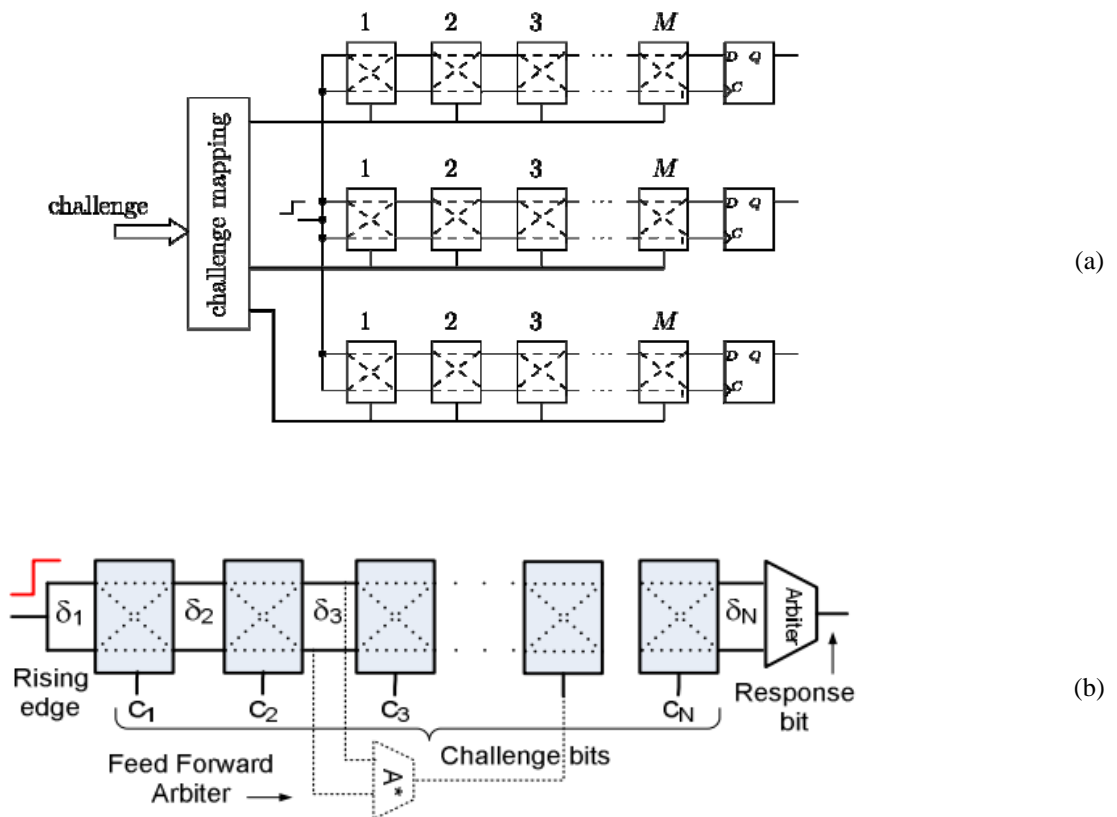 1 2 3 M
D Q
C
challenge
challenge mapping
1 2 3 M
D Q
C
(a)
1 2 3 M
D Q
C
δ1 δ2 δ3 δN
Arbiter
Rising edge
C1 C2 C3 CN
Response bit
(b)
Challenge bits
Feed Forward
Arbiter
A*